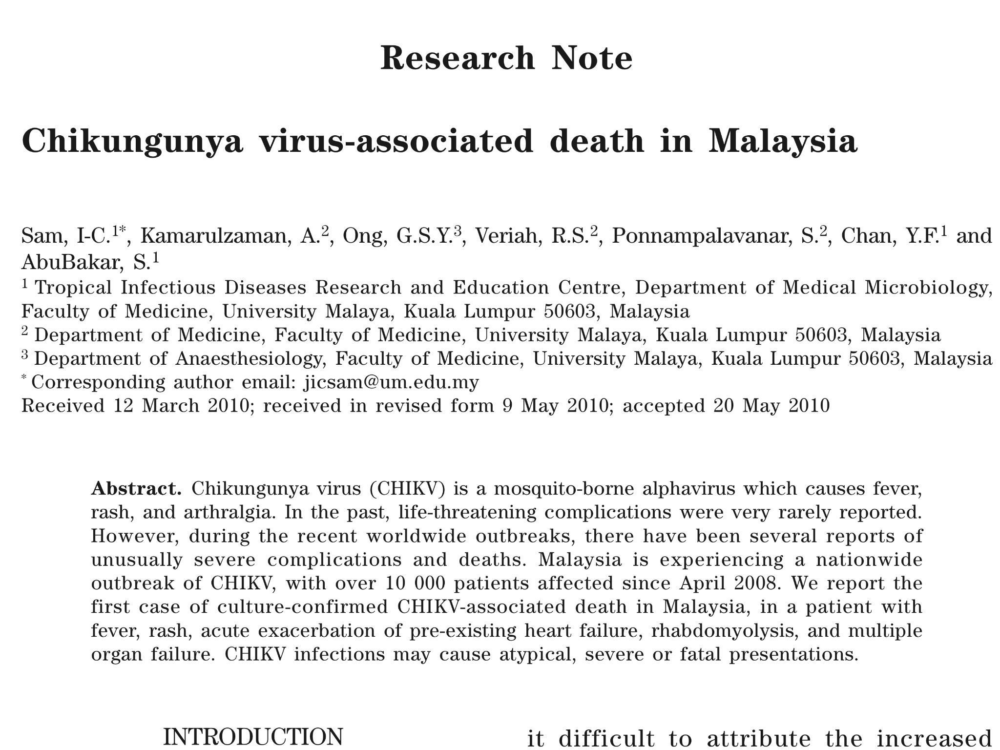 Research Note
Chikungunya virus-associated death in Malaysia
Sam, I-C.1*, Kamarulzaman, A.2, Ong, G.S.Y.3, Veriah, R.S.2, Ponnampalavanar, S.2, Chan, Y.F.1 and
AbuBakar, S.1
1 Tropical Infectious Diseases Research and Education Centre, Department of Medical Microbiology,
Faculty of Medicine, University Malaya, Kuala Lumpur 50603, Malaysia
2 Department of Medicine, Faculty of Medicine, University Malaya, Kuala Lumpur 50603, Malaysia
3 Department of Anaesthesiology, Faculty of Medicine, University Malaya, Kuala Lumpur 50603, Malaysia
* Corresponding author email: jicsam@um.edu.my
Received 12 March 2010; received in revised form 9 May 2010; accepted 20 May 2010
Abstract. Chikungunya virus (CHIKV) is a mosquito-borne alphavirus which causes fever,
rash, and arthralgia. In the past, life-threatening complications were very rarely reported.
However, during the recent worldwide outbreaks, there have been several reports of
unusually severe complications and deaths. Malaysia is experiencing a nationwide
outbreak of CHIKV, with over 10 000 patients affected since April 2008. We report the
first case of culture-confirmed CHIKV-associated death in Malaysia, in a patient with
fever, rash, acute exacerbation of pre-existing heart failure, rhabdomyolysis, and multiple
organ failure. CHIKV infections may cause atypical, severe or fatal presentations.
INTRODUCTION
it difficult to attribute the increased